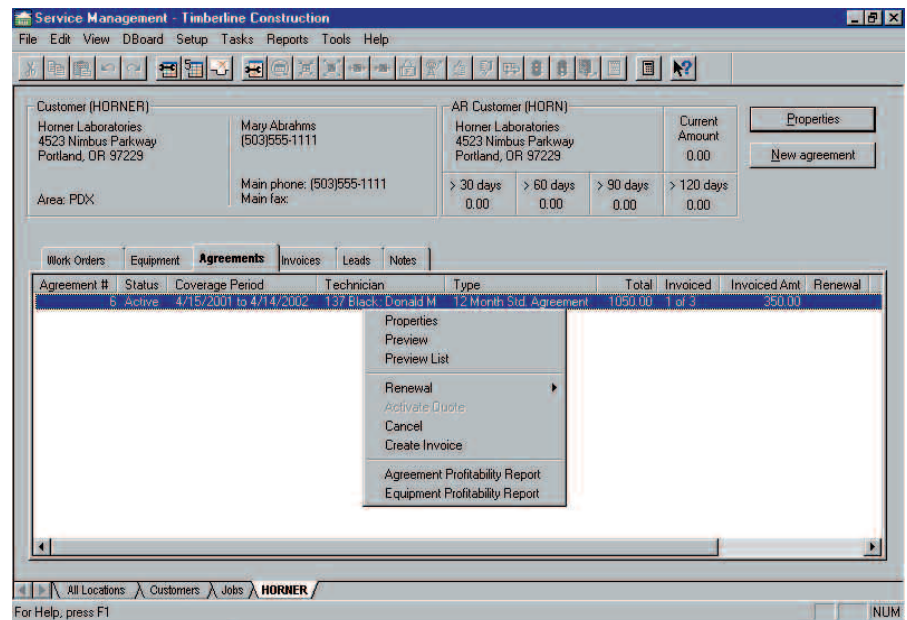 Service Management - Timberline Construction
File Edit View DBoard Setup Tasks Reports Tools Help
Customer (HORNER)
Horner Laboratories
4523 Nimbus Parkway
Portland, OR 97229
Area: PDX
Mary Abrahms
(503)555-1111
Main phone: (503)555-1111
Main fax:
AR Customer (HORN)
Horner Laboratories
4523 Nimbus Parkway
Portland, OR 97229
Current
Amount
0.00
> 30 days > 60 days > 90 days > 120 days
0.00 0.00 0.00 0.00
Properties
New agreement
Work Orders Equipment Agreements Invoices Leads Notes
Agreement # Status Coverage Period Technician Type Total Invoiced Invoiced Amt Renewal
6 Active 4/15/2001 to 4/14/2002 137 Black: Donald M 12 Month Std. Agreement 1050.00 1 of 3 350.00
Properties
Preview
Preview List
Renewal
Activate Quote
Cancel
Create Invoice
Agreement Profitability Report
Equipment Profitability Report
All Locations Customers Jobs HORNER
For Help, press F1
NUM